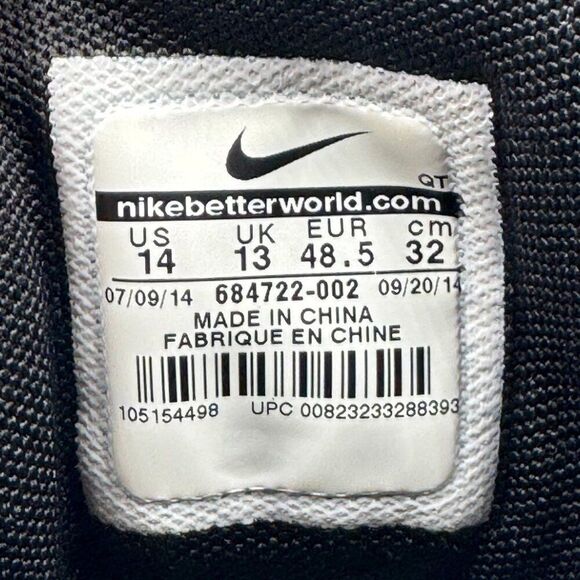 QT
nikebetterworld.com
US UK EUR cm
14 13 48.5 32
07/09/14 684722-002 09/20/14
MADE IN CHINA
FABRIQUE EN CHINE
105154498 UPC 00823233288393